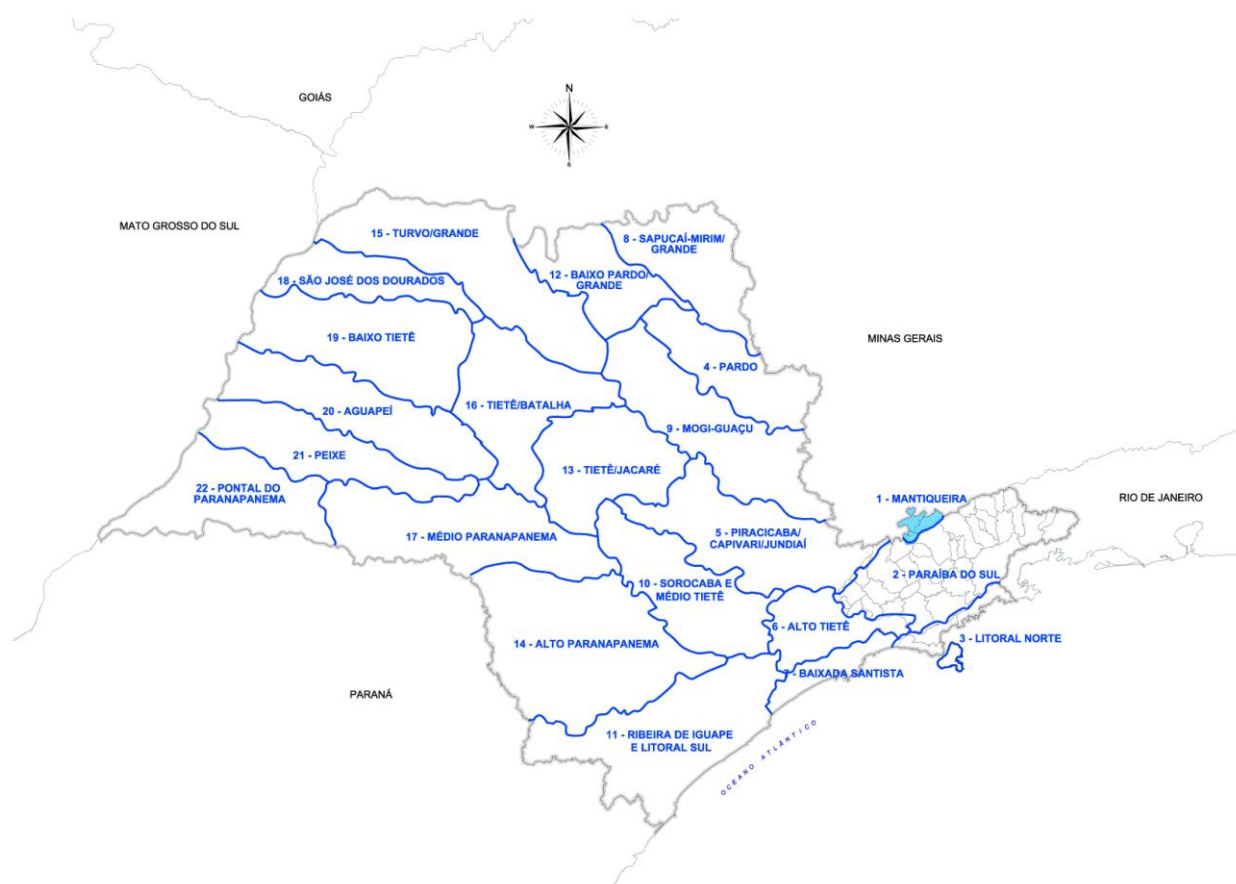 GOIÁS
N
W
E
S
MATO GROSSO DO SUL
15 - TURVO/GRANDE
8 - SAPUCAÍ-MIRIM/
GRANDE
18 - SÃO JOSÉ DOS DOURADOS
12 - BAIXO PARDO/
GRANDE
19 - BAIXO TIETÊ
MINAS GERAIS
4 - PARDO
20 - AGUAPEÍ
16 - TIETÊ/BATALHA
9 - MOGI-GUAÇU
21 - PEIXE
13 - TIETÊ/JACARÉ
22 - PONTAL DO
PARANAPANEMA
1 - MANTIQUEIRA
RIO DE JANEIRO
17 - MÉDIO PARANAPANEMA
5 - PIRACICABA/
CAPIVARI/JUNDIAÍ
2 - PARAÍBA DO SUL
10 - SOROCABA E
MÉDIO TIETÊ
6 - ALTO TIETÊ
3 - LITORAL NORTE
14 - ALTO PARANAPANEMA
7 - BAIXADA SANTISTA
PARANÁ
11 - RIBEIRA DE IGUAPE
E LITORAL SUL
OCEANO ATLÂNTICO